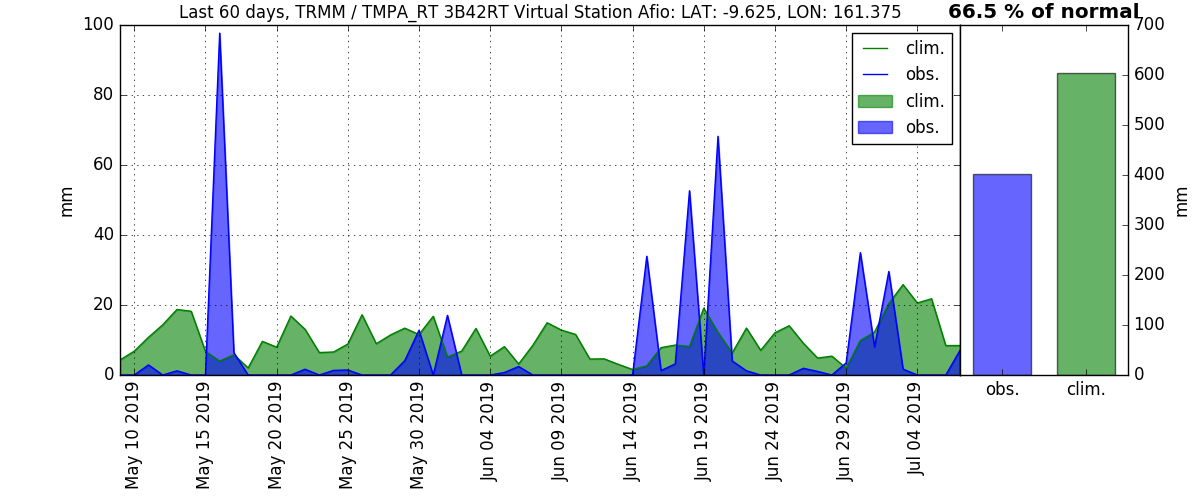 Last 60 days, TRMM / TMPA_RT 3B42RT Virtual Station Afio: LAT: -9.625, LON: 161.375
66.5 % of normal
100
80
60
40
20
0
mm
clim.
obs.
clim.
obs.
700
600
500
400
300
200
100
0
mm
May 10 2019
May 15 2019
May 20 2019
May 25 2019
May 30 2019
Jun 04 2019
Jun 09 2019
Jun 14 2019
Jun 19 2019
Jun 24 2019
Jun 29 2019
Jul 04 2019
obs.
clim.